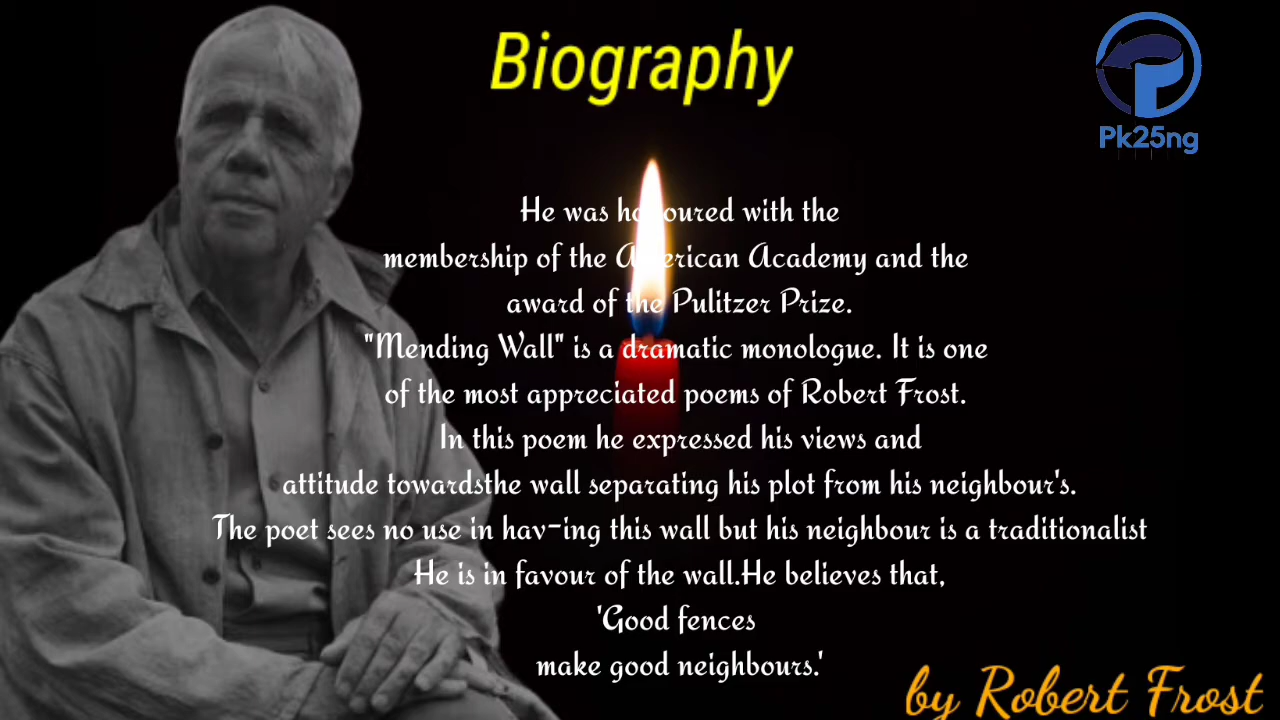 Biography
Pk25ng
He was honoured with the
membership of the American Academy and the
award of the Pulitzer Prize.
"Mending Wall" is a dramatic monologue. It is one
of the most appreciated poems of Robert Frost.
In this poem he expressed his views and
attitude towardsthe wall separating his plot from his neighbour's.
The poet sees no use in hav-ing this wall but his neighbour is a traditionalist
He is in favour of the wall.He believes that,
'Good fences
make good neighbours.'
by Robert Frost